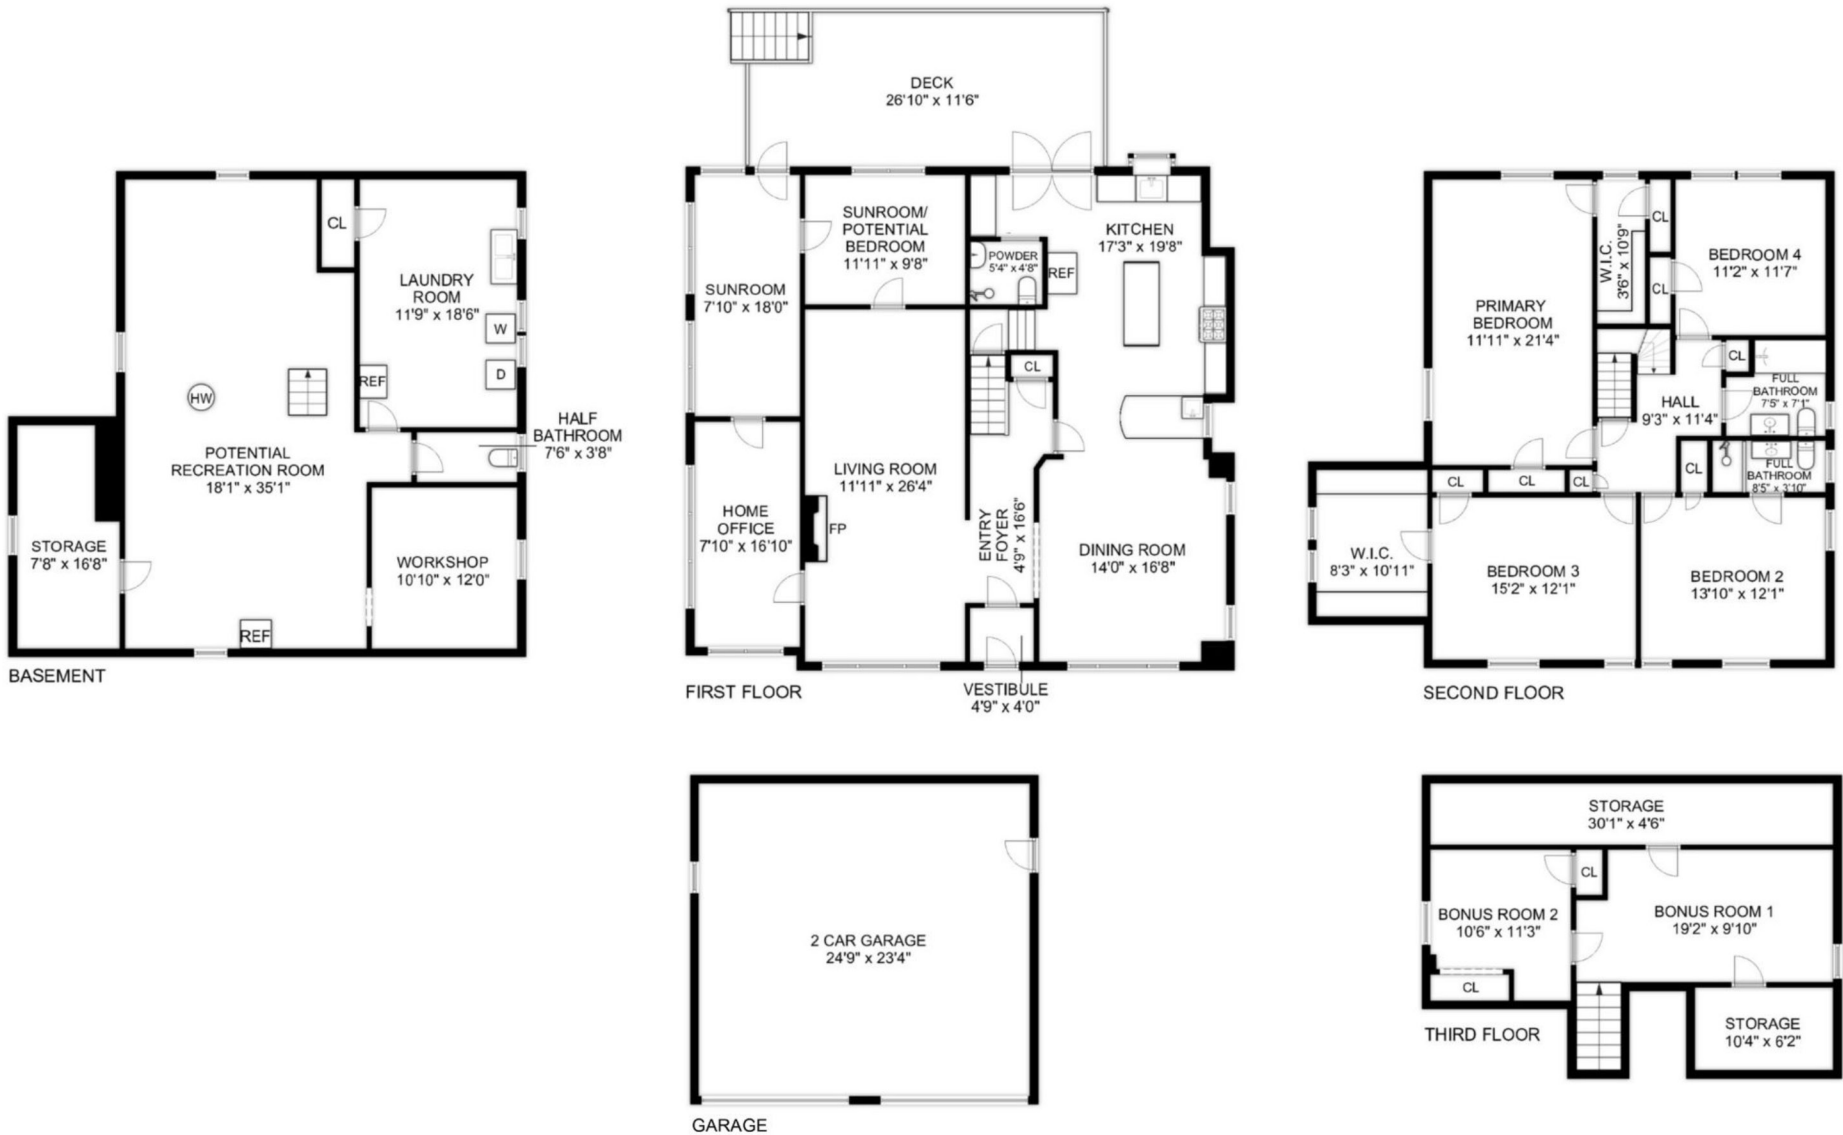 DECK
26'10" x 11'6"
CL
LAUNDRY
ROOM
11'9" x 18'6"
W
D
REF
HW
HALF
BATHROOM
7'6" x 3'8"
POTENTIAL
RECREATION ROOM
18'1" x 35'1"
STORAGE
7'8" x 16'8"
WORKSHOP
10'10" x 12'0"
REF
BASEMENT
SUNROOM/
POTENTIAL
BEDROOM
11'11" x 9'8"
KITCHEN
17'3" x 19'8"
POWDER
5'4" x 4'8"
REF
SUNROOM
7'10" x 18'0"
CL
LIVING ROOM
11'11" x 26'4"
HOME
OFFICE
7'10" x 16'10"
FP
ENTRY
FOYER
4'9" x 16'6"
DINING ROOM
14'0" x 16'8"
VESTIBULE
4'9" x 4'0"
FIRST FLOOR
W.I.C.
3'6" x 10'9"
CL
BEDROOM 4
11'2" x 11'7"
CL
PRIMARY
BEDROOM
11'11" x 21'4"
CL
FULL
BATHROOM
7'5" x 7'1"
HALL
9'3" x 11'4"
CL
FULL
BATHROOM
8'5" x 3'10"
CL
CL
CL
W.I.C.
8'3" x 10'11"
BEDROOM 3
15'2" x 12'1"
BEDROOM 2
13'10" x 12'1"
SECOND FLOOR
2 CAR GARAGE
24'9" x 23'4"
GARAGE
STORAGE
30'1" x 4'6"
CL
BONUS ROOM 2
10'6" x 11'3"
BONUS ROOM 1
19'2" x 9'10"
CL
STORAGE
10'4" x 6'2"
THIRD FLOOR